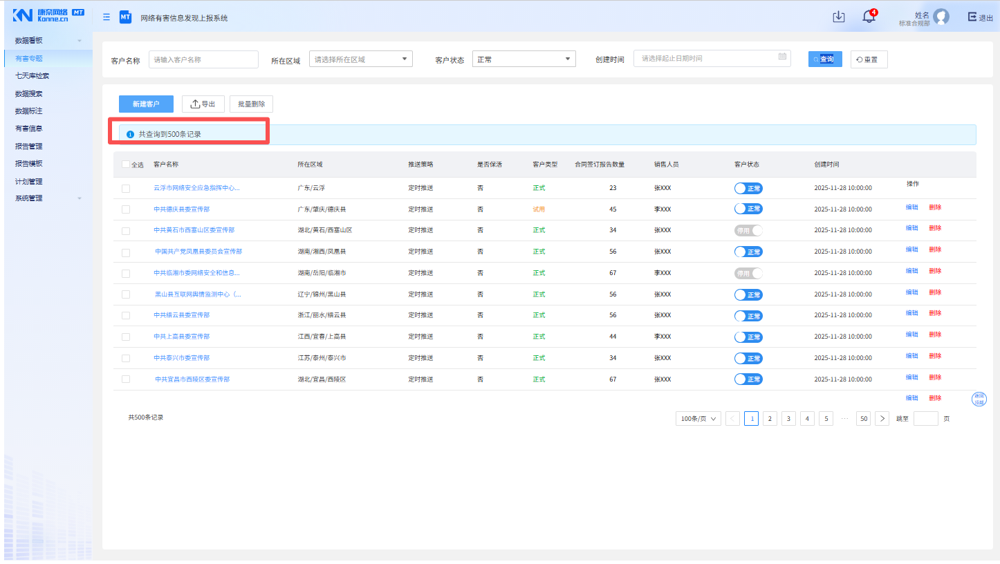 康奈网络 MT
Konne.cn
MT 网络有害信息发现上报系统
4
姓名
标准合规部
退出
数据看板
有害专题
七天库检索
数据搜索
数据标注
有害信息
报告管理
报告模板
计划管理
系统管理
客户名称 请输入客户名称 所在区域 请选择所在区域 客户状态 正常 创建时间 请选择起止日期时间 查询 重置
新建客户 导出 批量删除
共查询到500条记录
全选 客户名称 所在区域 推送策略 是否保活 客户类型 合同签订报告数量 销售人员 客户状态 创建时间 操作
云浮市网络安全应急指挥中心... 广东/云浮 定时推送 否 正式 23 张XXX 正常 2025-11-28 10:00:00
中共德庆县委宣传部 广东/肇庆/德庆县 定时推送 否 试用 45 李XXX 正常 2025-11-28 10:00:00 编辑 删除
中共黄石市西塞山区委宣传部 湖北/黄石/西塞山区 定时推送 否 正式 34 张XXX 停用 2025-11-28 10:00:00 编辑 删除
中国共产党凤凰县委员会宣传部 湖南/湘西/凤凰县 定时推送 否 正式 56 张XXX 正常 2025-11-28 10:00:00 编辑 删除
中共临湘市委网络安全和信息... 湖南/岳阳/临湘市 定时推送 否 正式 67 李XXX 停用 2025-11-28 10:00:00 编辑 删除
黑山县互联网舆情监测中心（... 辽宁/锦州/黑山县 定时推送 否 正式 56 张XXX 正常 2025-11-28 10:00:00 编辑 删除
中共缙云县委宣传部 浙江/丽水/缙云县 定时推送 否 正式 56 张XXX 正常 2025-11-28 10:00:00 编辑 删除
中共上高县委宣传部 江西/宜春/上高县 定时推送 否 正式 44 李XXX 正常 2025-11-28 10:00:00 编辑 删除
中共泰兴市委宣传部 江苏/泰州/泰兴市 定时推送 否 正式 34 张XXX 正常 2025-11-28 10:00:00 编辑 删除
中共宜昌市西陵区委宣传部 湖北/宜昌/西陵区 定时推送 否 正式 67 张XXX 正常 2025-11-28 10:00:00 编辑 删除
编辑 删除
返回
顶部
共500条记录 100条/页 1 2 3 4 5 ··· 50 跳至 页